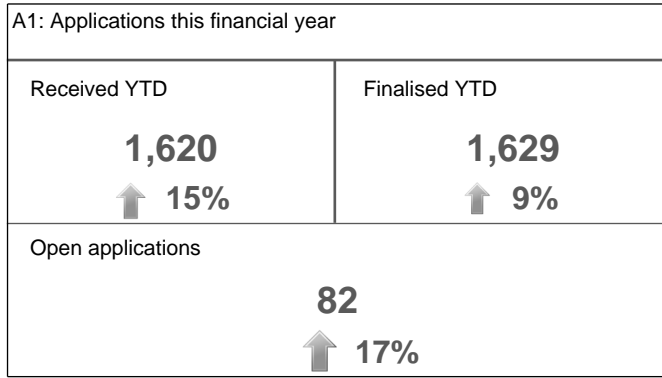 A1: Applications this financial year
Received YTD
Finalised YTD
1,620
1,629
15%
9%
Open applications
82
17%